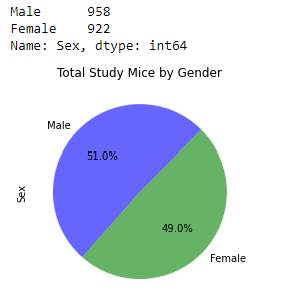 Male 958
Female 922
Name: Sex, dtype: int64
Total Study Mice by Gender
Male
51.0%
Sex
49.0%
Female